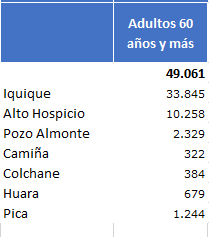 Adultos 60
años y más
49.061
Iquique 33.845
Alto Hospicio 10.258
Pozo Almonte 2.329
Camiña 322
Colchane 384
Huara 679
Pica 1.244